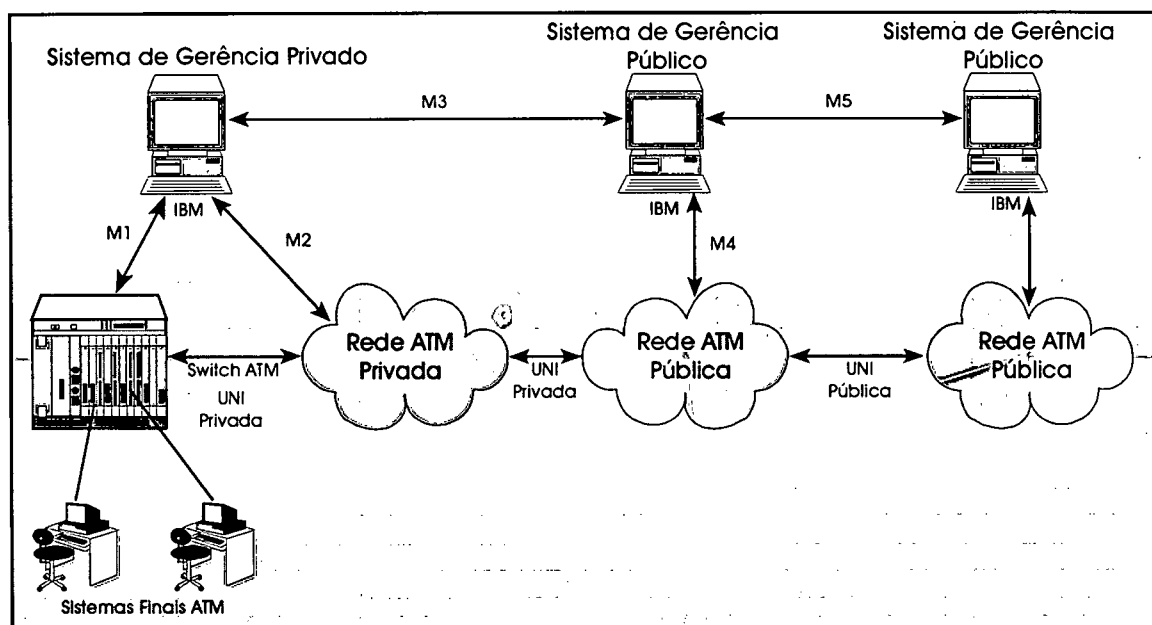 Sistema de Gerência Privado
Sistema de Gerência
Público
Sistema de Gerência
Público
M3
M5
IBM
IBM
IBM
M1
M2
M4
Switch ATM
UNI
Privada
Rede ATM
Privada
UNI
Privada
Rede ATM
Pública
UNI
Pública
Rede ATM
Pública
Sistemas Finais ATM